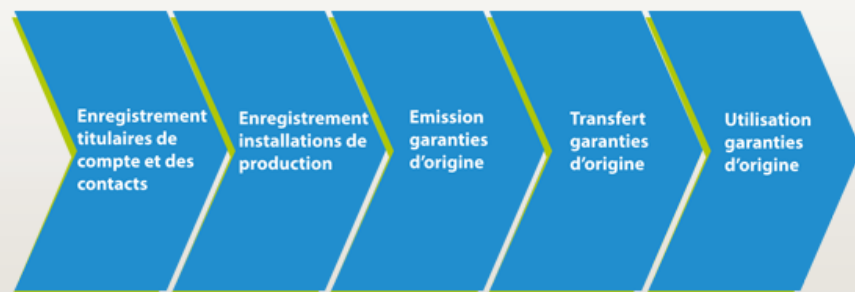 Enregistrement
titulaires de
compte et des
contacts
Enregistrement
installations de
production
Emission
garanties
d'origine
Transfert
garanties
d'origine
Utilisation
garanties
d'origine